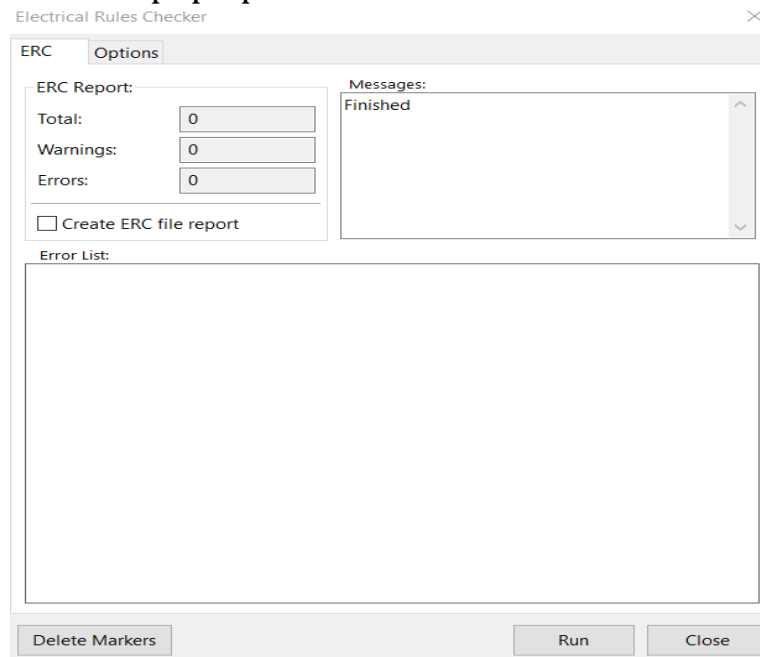 Electrical Rules Checker
ERC Options
ERC Report:
Total: 0
Warnings: 0
Errors: 0
Create ERC file report
Messages:
Finished
Error List:
Delete Markers Run Close